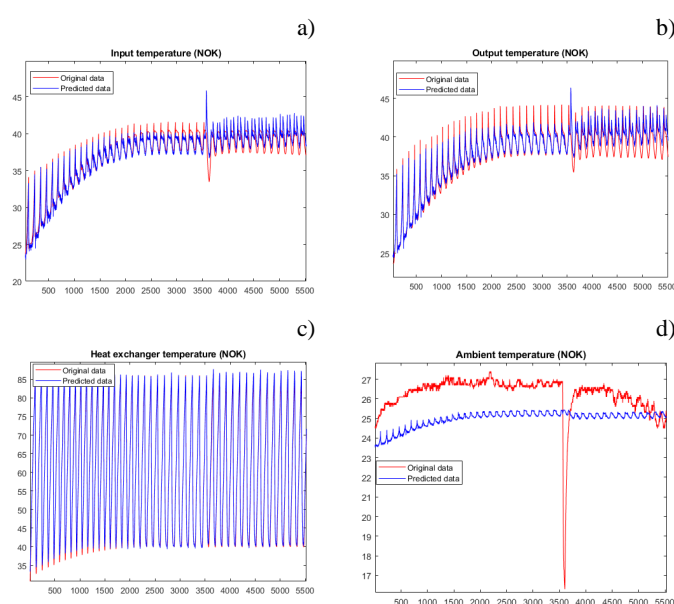 a)
Input temperature (NOK)
Original data
Predicted data
45
40
35
30
25
20
500 1000 1500 2000 2500 3000 3500 4000 4500 5000 5500
b)
Output temperature (NOK)
Original data
Predicted data
45
40
35
30
25
500 1000 1500 2000 2500 3000 3500 4000 4500 5000 5500
c)
Heat exchanger temperature (NOK)
Original data
Predicted data
85
80
75
70
65
60
55
50
45
40
35
500 1000 1500 2000 2500 3000 3500 4000 4500 5000 5500
d)
Ambient temperature (NOK)
27
26
25
24
23
22
21
20
19
18
17
Original data
Predicted data
500 1000 1500 2000 2500 3000 3500 4000 4500 5000 5500